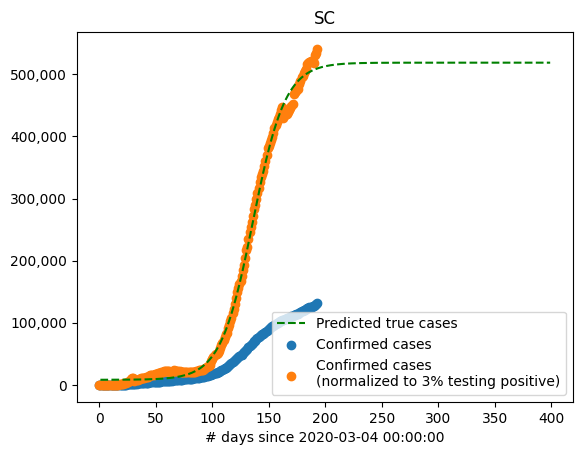 SC
500,000
400,000
300,000
200,000
100,000
0
Predicted true cases
Confirmed cases
Confirmed cases
(normalized to 3% testing positive)
0 50 100 150 200 250 300 350 400
# days since 2020-03-04 00:00:00